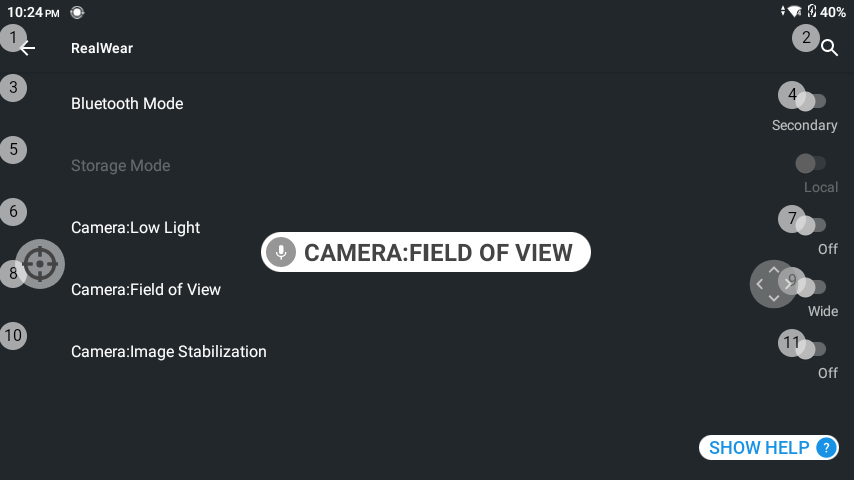 10:24 PM 40%
1 RealWear 2
3 Bluetooth Mode 4
Secondary
5 Storage Mode
Local
6 Camera:Low Light 7
Off
CAMERA:FIELD OF VIEW
8 Camera:Field of View 9
Wide
10 Camera:Image Stabilization 11
Off
SHOW HELP ?